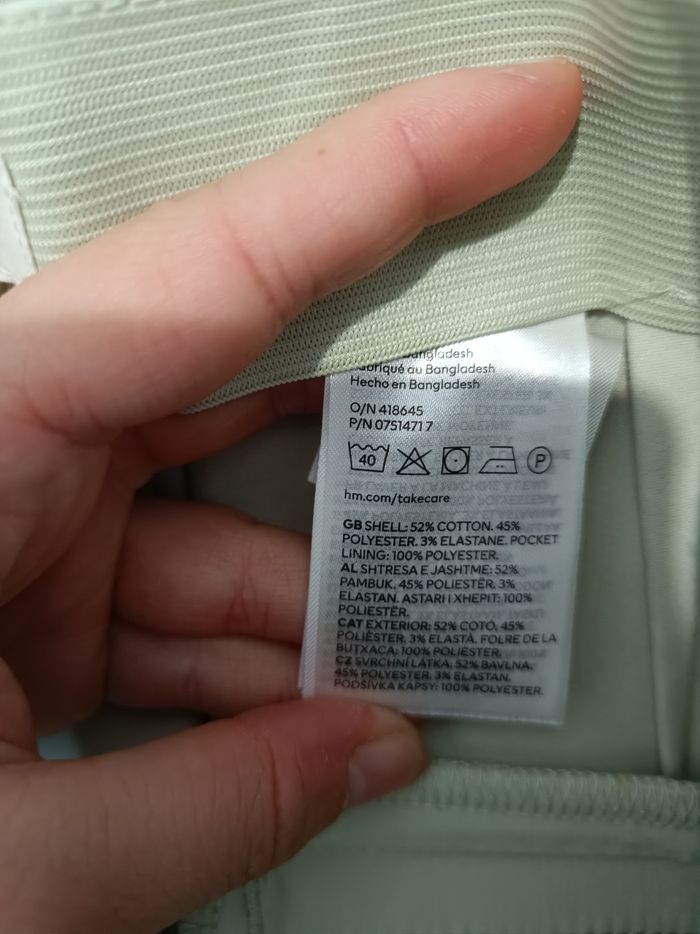 Bangladesh
Fabriqué au Bangladesh
Hecho en Bangladesh
O/N 418645
P/N 0751471 7
40 P
hm.com/takecare
GB SHELL: 52% COTTON. 45%
POLYESTER. 3% ELASTANE. POCKET
LINING: 100% POLYESTER.
AL SHTRESA E JASHTME: 52%
PAMBUK. 45% POLIESTËR. 3%
ELASTAN. ASTARI I XHEPIT: 100%
POLIESTËR.
CAT EXTERIOR: 52% COTÓ. 45%
POLIÈSTER. 3% ELASTÀ. FOLRE DE LA
BUTXACA: 100% POLIÈSTER.
CZ SVRCHNÍ LÁTKA: 52% BAVLNA.
45% POLYESTER. 3% ELASTAN.
PODŠÍVKA KAPSY: 100% POLYESTER.